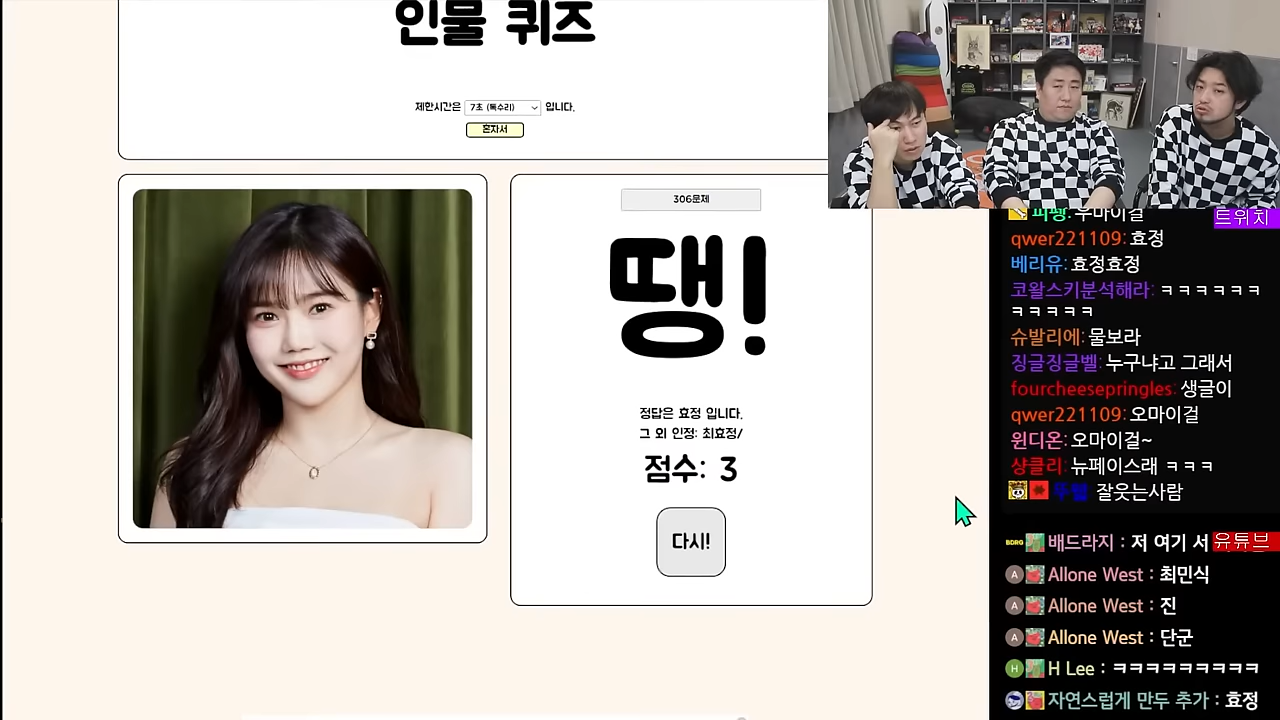 인물 퀴즈
제한시간은 7초 (독수리) 입니다.
혼자서
306문제
땡!
정답은 효정 입니다.
그 외 인정: 최효정/
점수: 3
다시!
피팽: 우마이걸
트위치
qwer221109: 효정
베리유: 효정효정
코왈스키분석해라: ㅋㅋㅋㅋㅋㅋ
ㅋㅋㅋㅋㅋ
슈발리에: 물보라
징글징글벨: 누구냐고 그래서
fourcheesepringles: 생글이
qwer221109: 오마이걸
윈디온: 오마이걸~
샹클리: 뉴페이스래 ㅋㅋㅋ
잘웃는사람
BDRG 배드라지 : 저 여기 서
유튜브
A Allone West : 최민식
A Allone West : 진
A Allone West : 단군
H H Lee : ㅋㅋㅋㅋㅋㅋㅋㅋㅋ
자연스럽게 만두 추가 : 효정